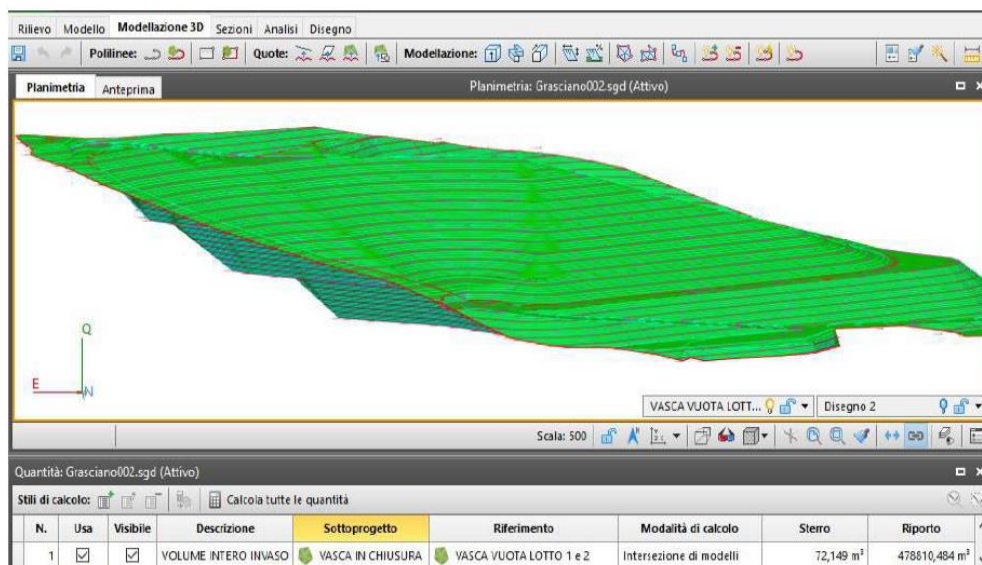 Rilievo Modello Modellazione 3D Sezioni Analisi Disegno
Polilinee: Quote: Modellazione:
Planimetria Anteprima Planimetria: Grasciano002.sgd (Attivo)
Q
E N
VASCA VUOTA LOTT... Disegno 2
Scala: 500
Quantità: Grasciano002.sgd (Attivo)
Stili di calcolo: Calcola tutte le quantità
N. Usa Visibile Descrizione Sottoprogetto Riferimento Modalità di calcolo Sterro Riporto
1 VOLUME INTERO INVASO VASCA IN CHIUSURA VASCA VUOTA LOTTO 1 e 2 Intersezione di modelli 72,149 m³ 478810,484 m³